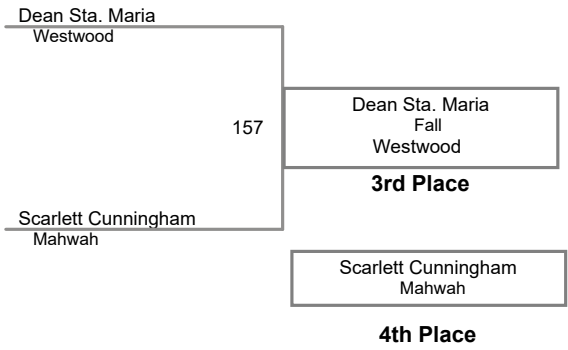 Dean Sta. Maria
Westwood
157
Dean Sta. Maria
Fall
Westwood
3rd Place
Scarlett Cunningham
Mahwah
Scarlett Cunningham
Mahwah
4th Place